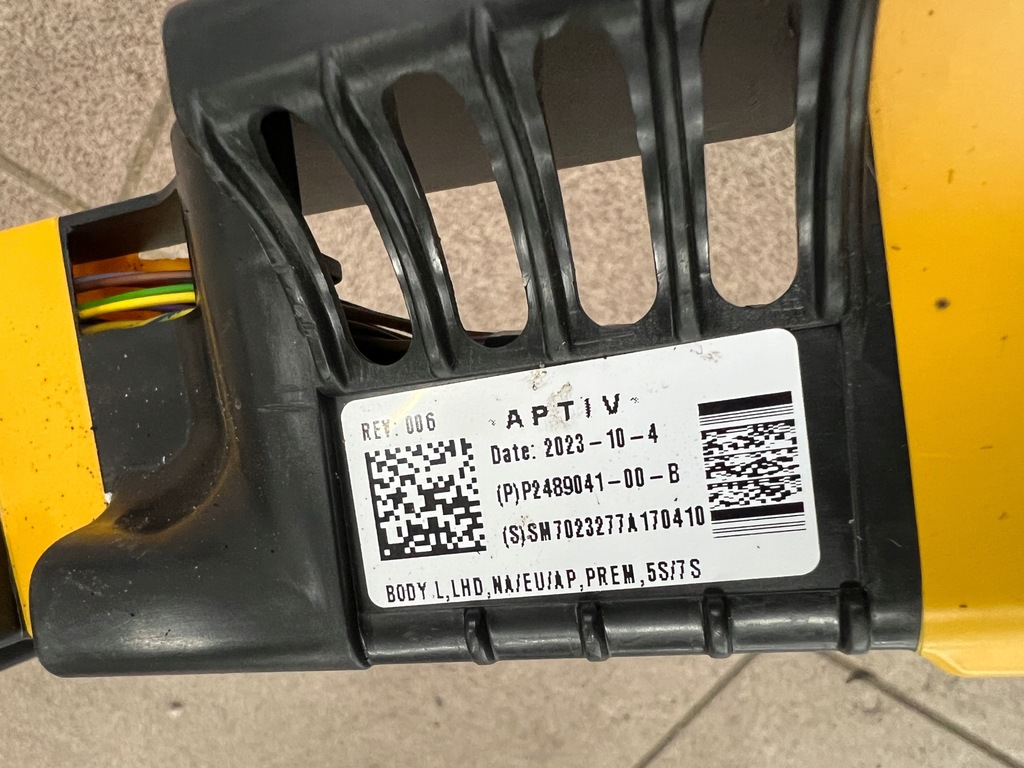 REV: 006
APTIV
Date: 2023-10-4
(P)P2489041-00-B
(S)SM7023277A170410
BODY L,LHD,NA/EU/AP,PREM,5S/7S